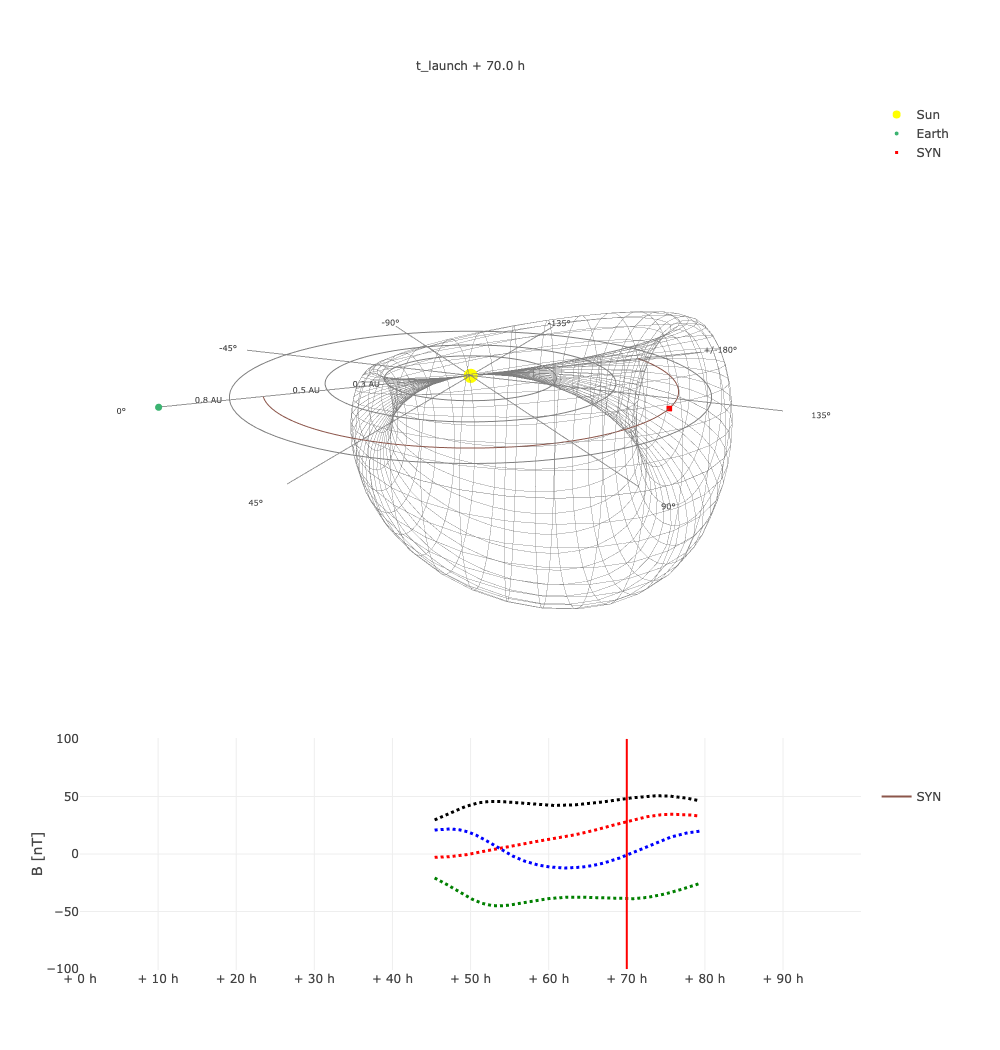 t_launch + 70.0 h
Sun
Earth
SYN
-90°
-135°
-45°
+/-180°
0.3 AU
0.5 AU
0.8 AU
0°
135°
45°
90°
100
50
0
−50
−100
B [nT]
SYN
+ 0 h
+ 10 h
+ 20 h
+ 30 h
+ 40 h
+ 50 h
+ 60 h
+ 70 h
+ 80 h
+ 90 h